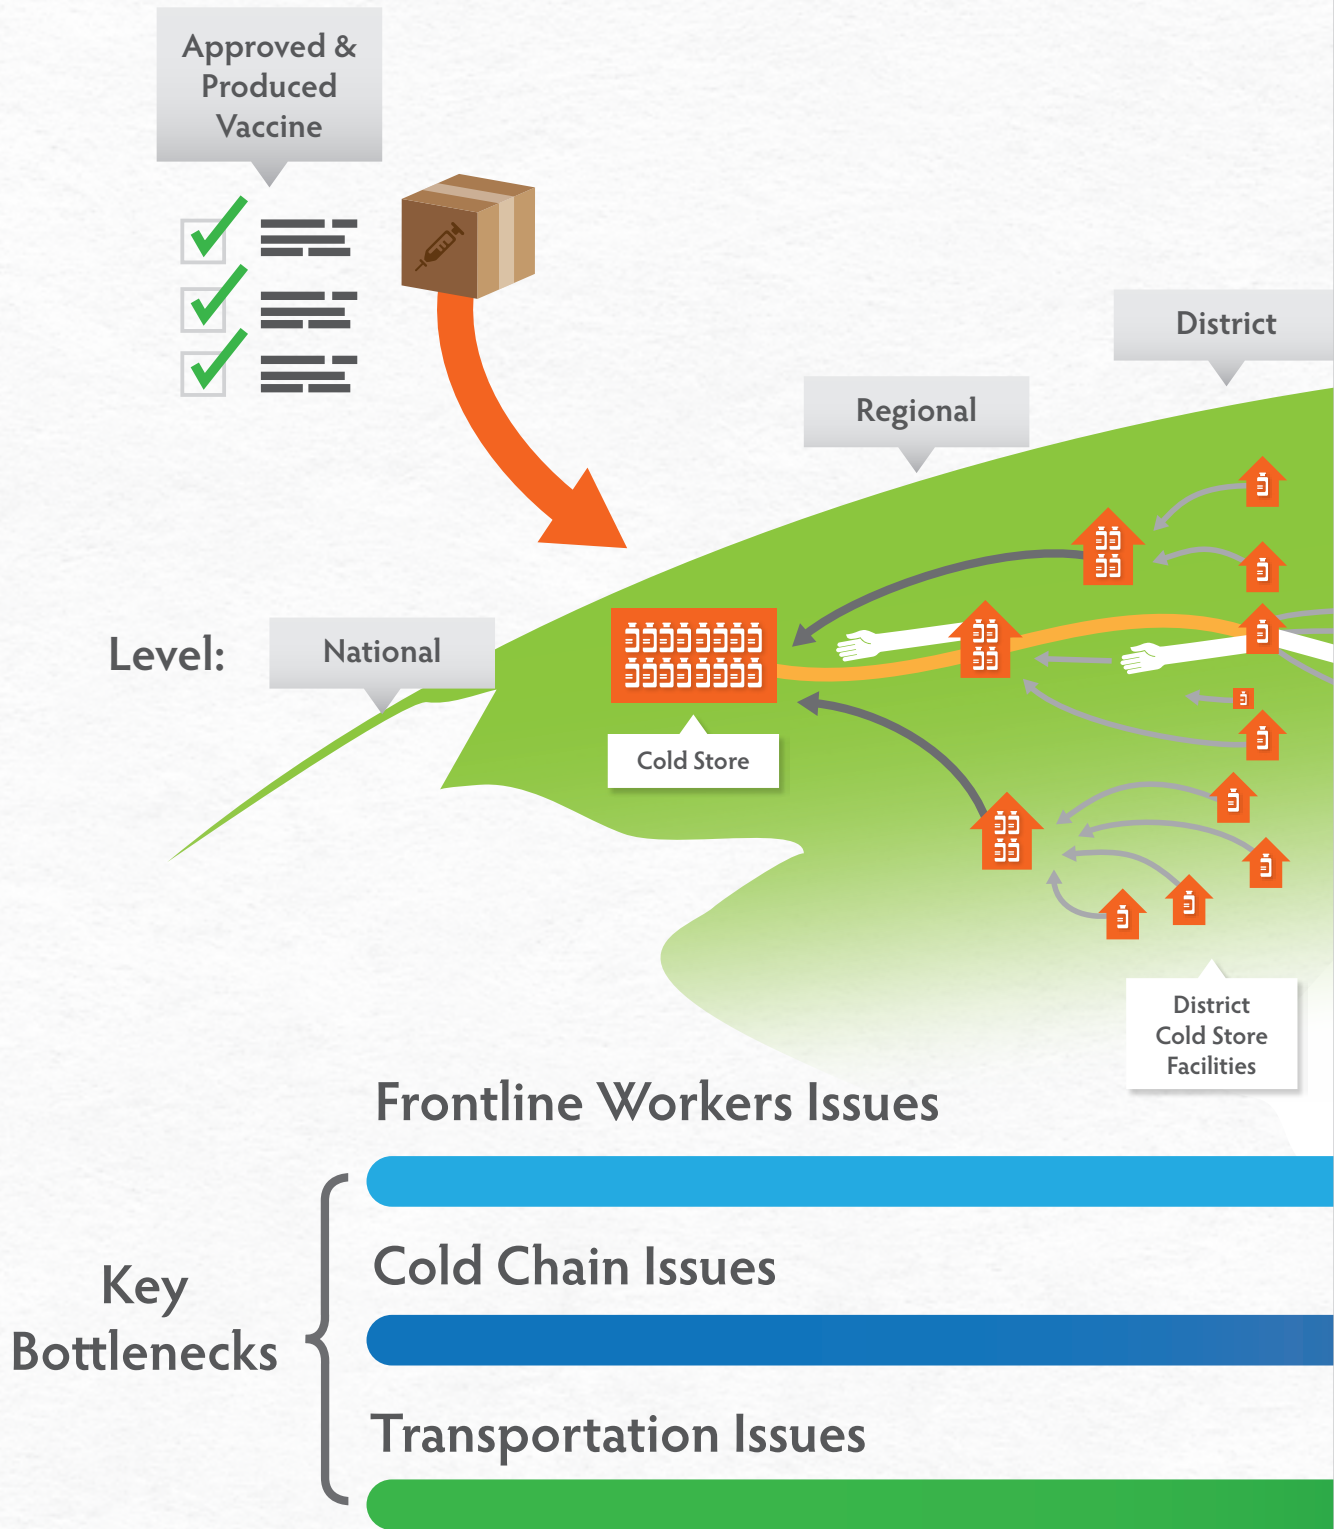 Approved &
Produced
Vaccine
District
Regional
Level:
National
Cold Store
District
Cold Store
Facilities
Frontline Workers Issues
Cold Chain Issues
Key
Bottlenecks
Transportation Issues